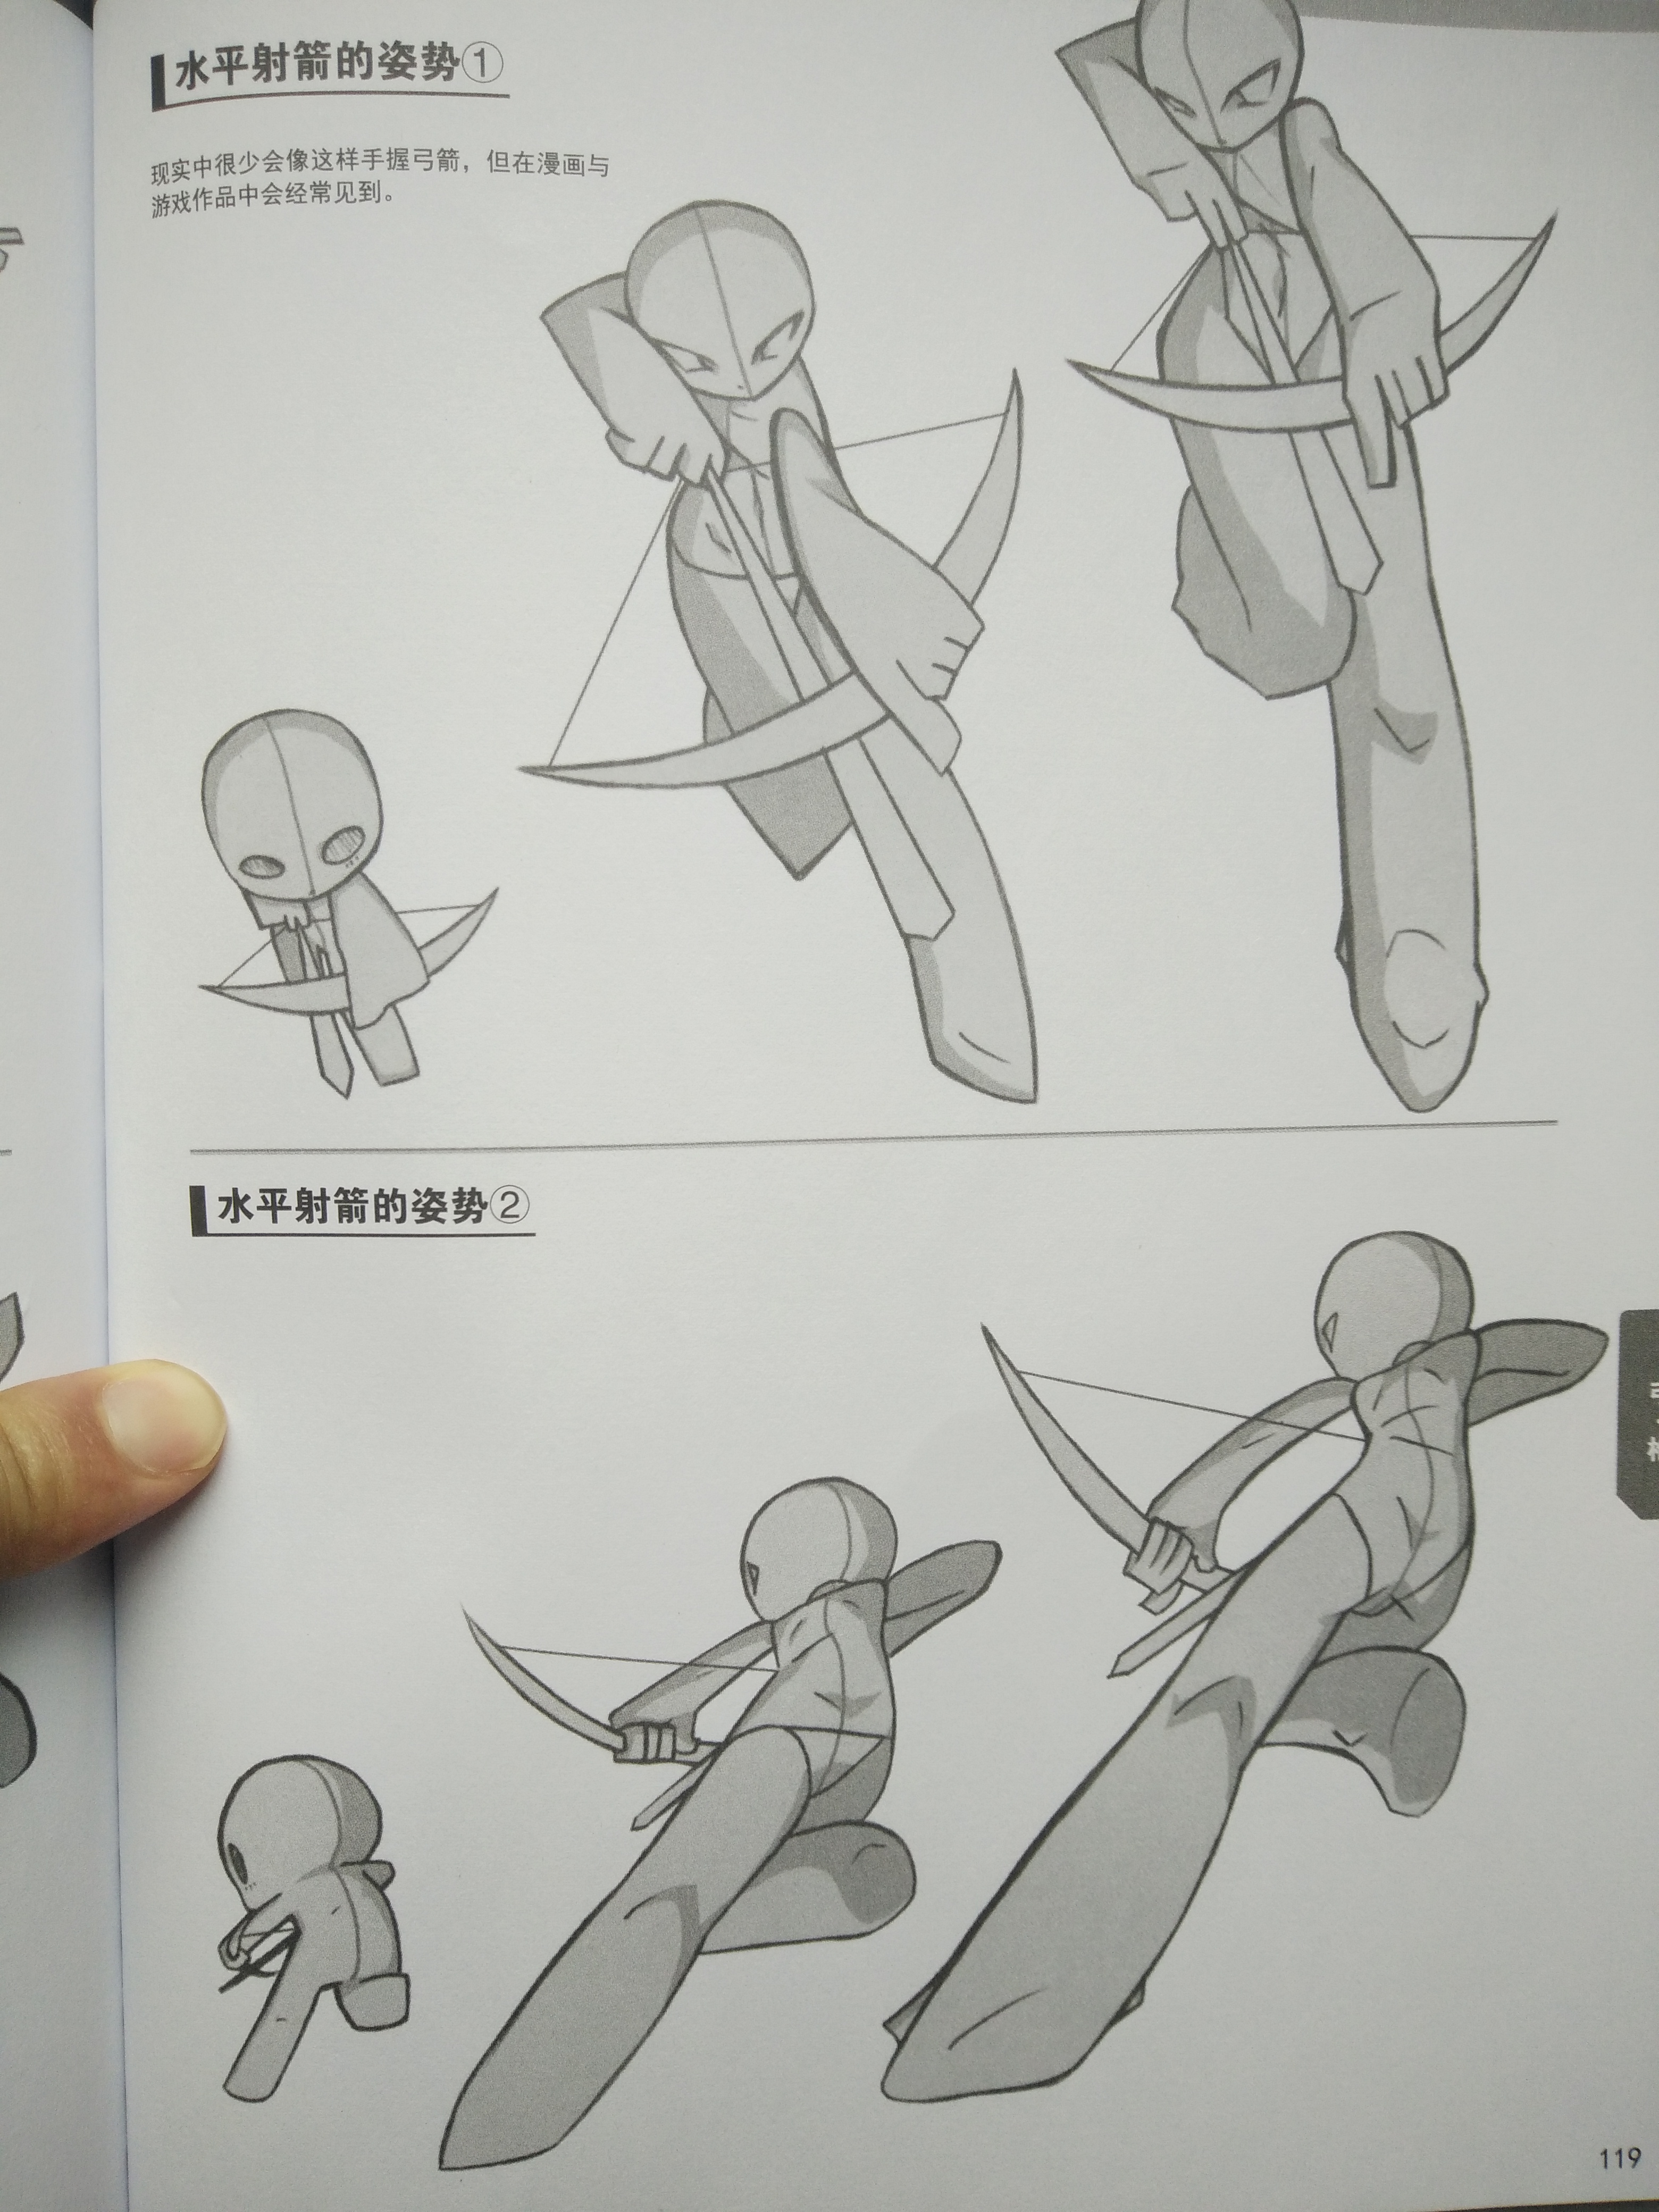 水平射箭的姿势①
现实中很少会像这样手握弓箭，但在漫画与
游戏作品中会经常见到。
水平射箭的姿势②
119